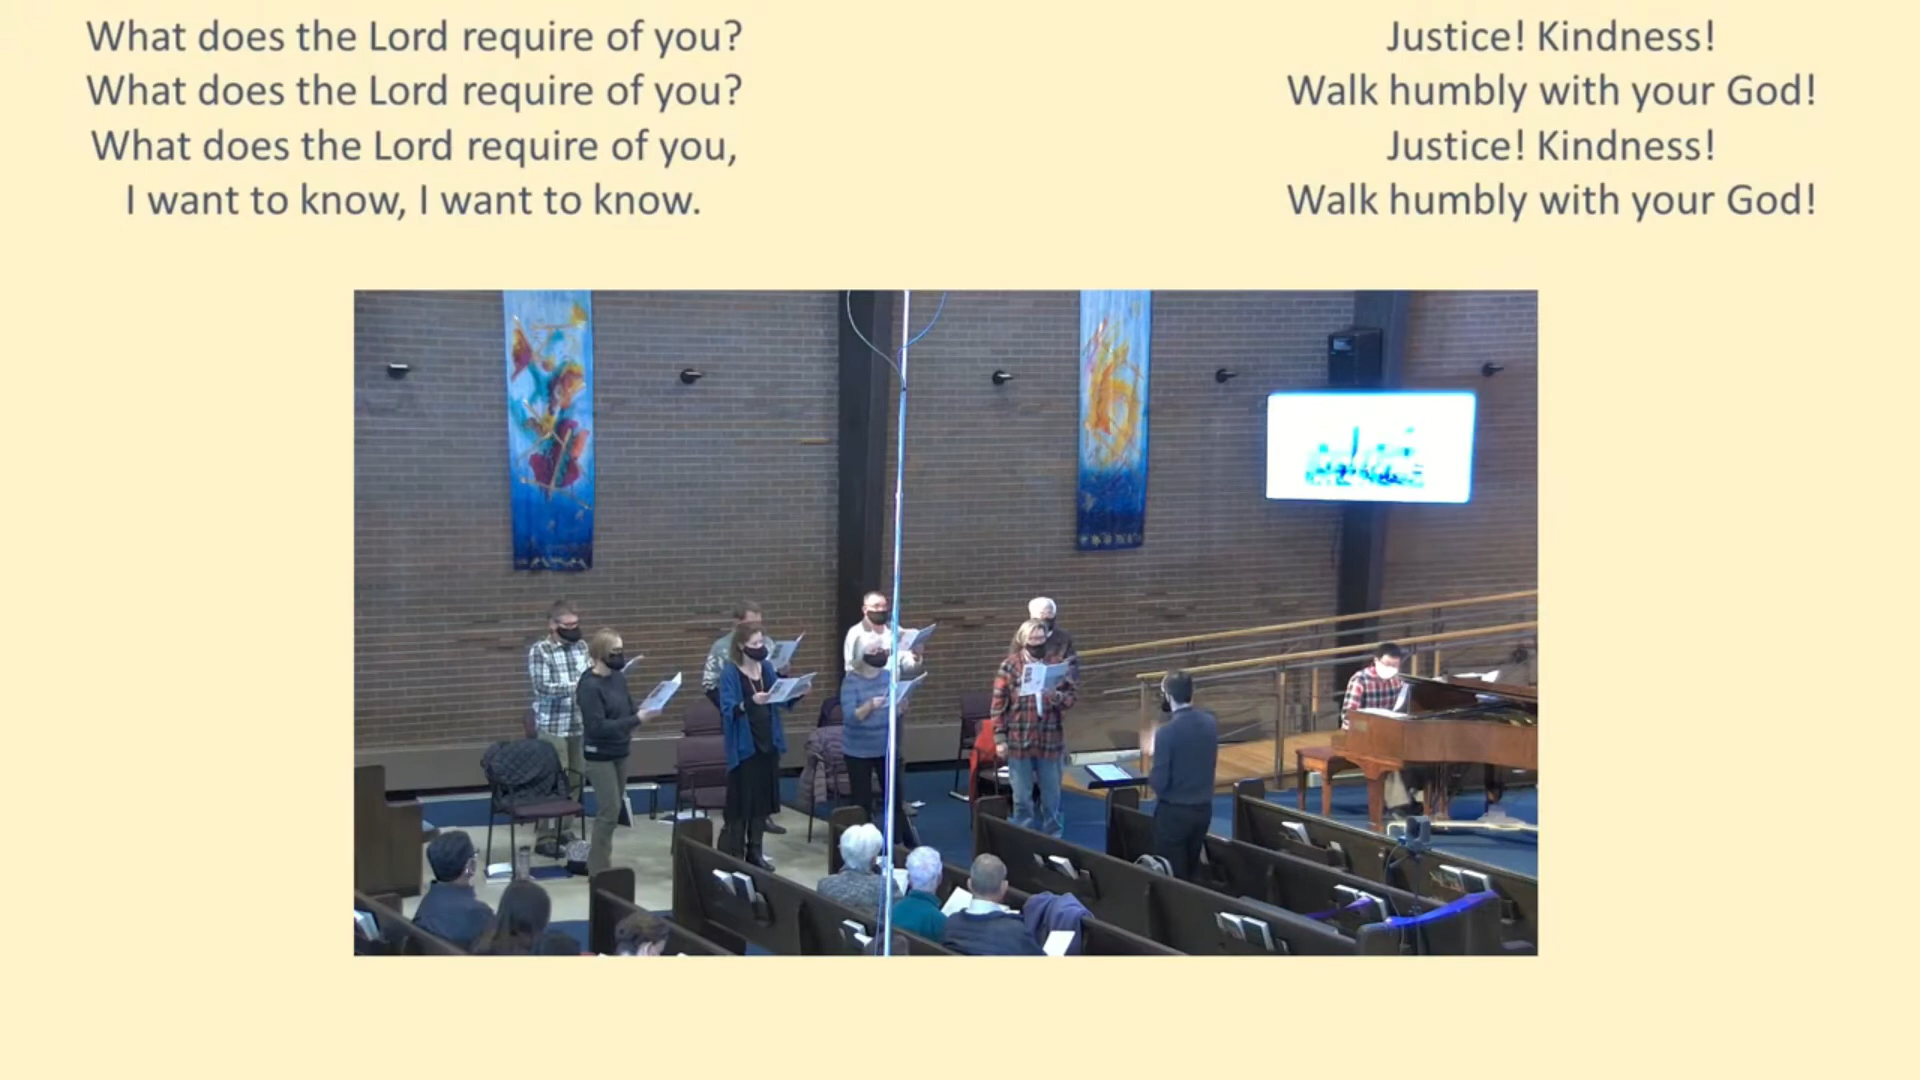 What does the Lord require of you?
What does the Lord require of you?
What does the Lord require of you,
I want to know, I want to know.
Justice! Kindness!
Walk humbly with your God!
Justice! Kindness!
Walk humbly with your God!